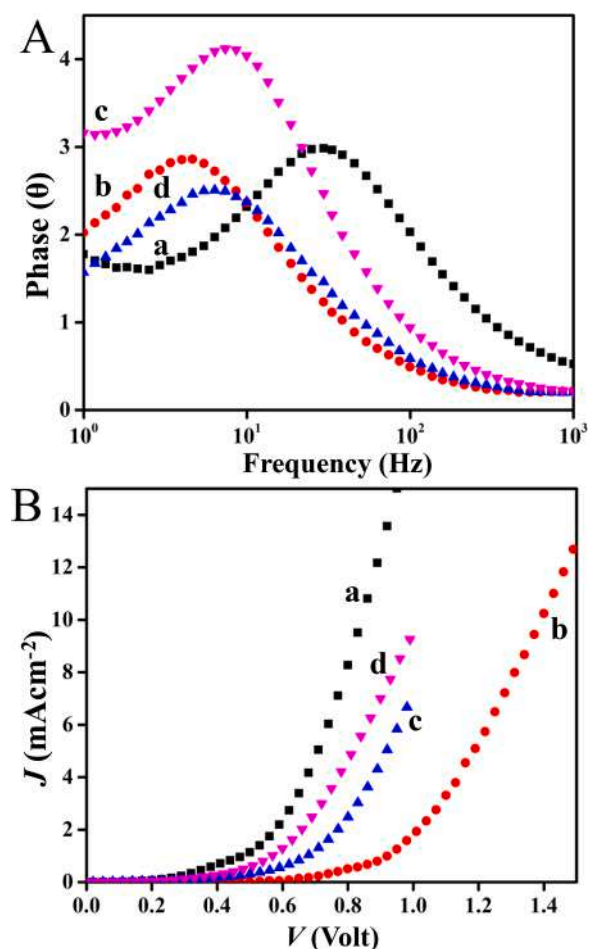 A
4
3
2
1
0
Phase (θ)
c
b
d
a
10⁰
10¹
10²
10³
Frequency (Hz)
B
14
12
10
8
6
4
2
0
J (mAcm⁻²)
a
d
c
b
0.0 0.2 0.4 0.6 0.8 1.0 1.2 1.4
V (Volt)